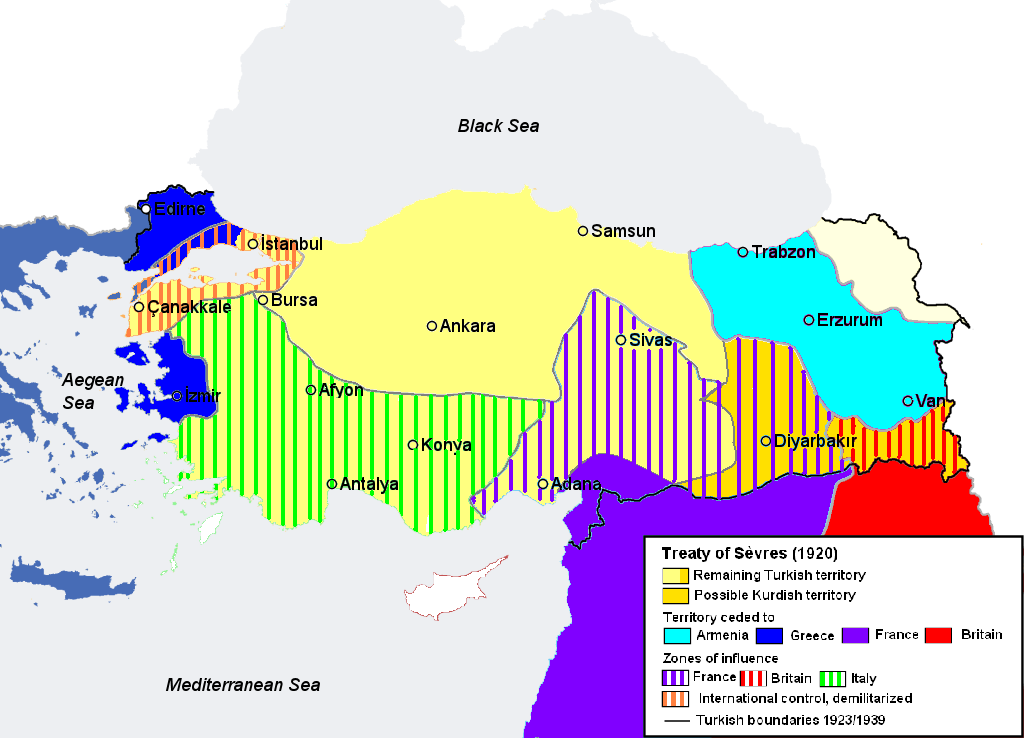 Black Sea
Edirne
İstanbul
Samsun
Trabzon
Çanakkale
Bursa
Ankara
Erzurum
Sivas
Aegean
Sea
İzmir
Afyon
Van
Konya
Diyarbakır
Antalya
Adana
Mediterranean Sea
Treaty of Sèvres (1920)
Remaining Turkish territory
Possible Kurdish territory
Territory ceded to
Armenia Greece France Britain
Zones of influence
France Britain Italy
International control, demilitarized
Turkish boundaries 1923/1939